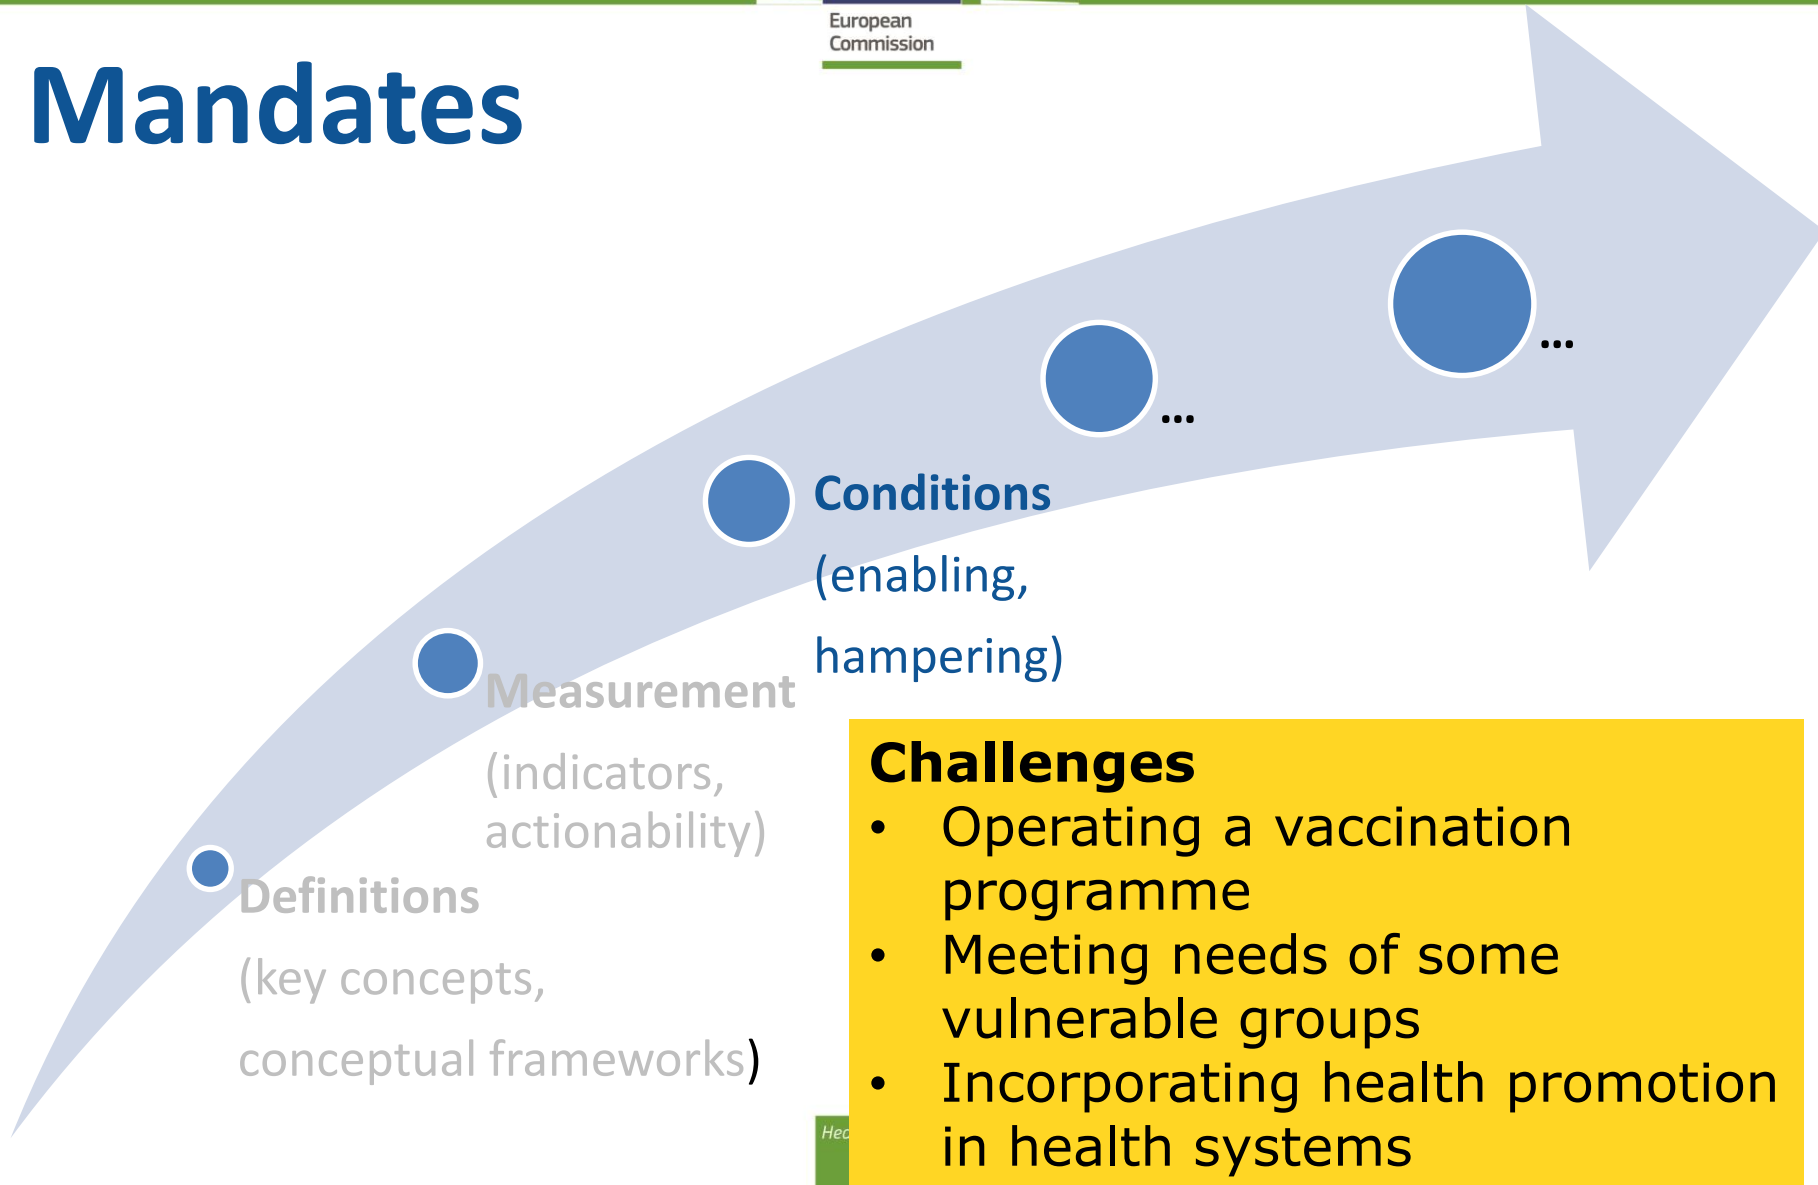 European
Commission
Mandates
...
...
Conditions
(enabling,
hampering)
Measurement
(indicators,
actionability)
Definitions
(key concepts,
conceptual frameworks)
Challenges
• Operating a vaccination
programme
• Meeting needs of some
vulnerable groups
• Incorporating health promotion
in health systems